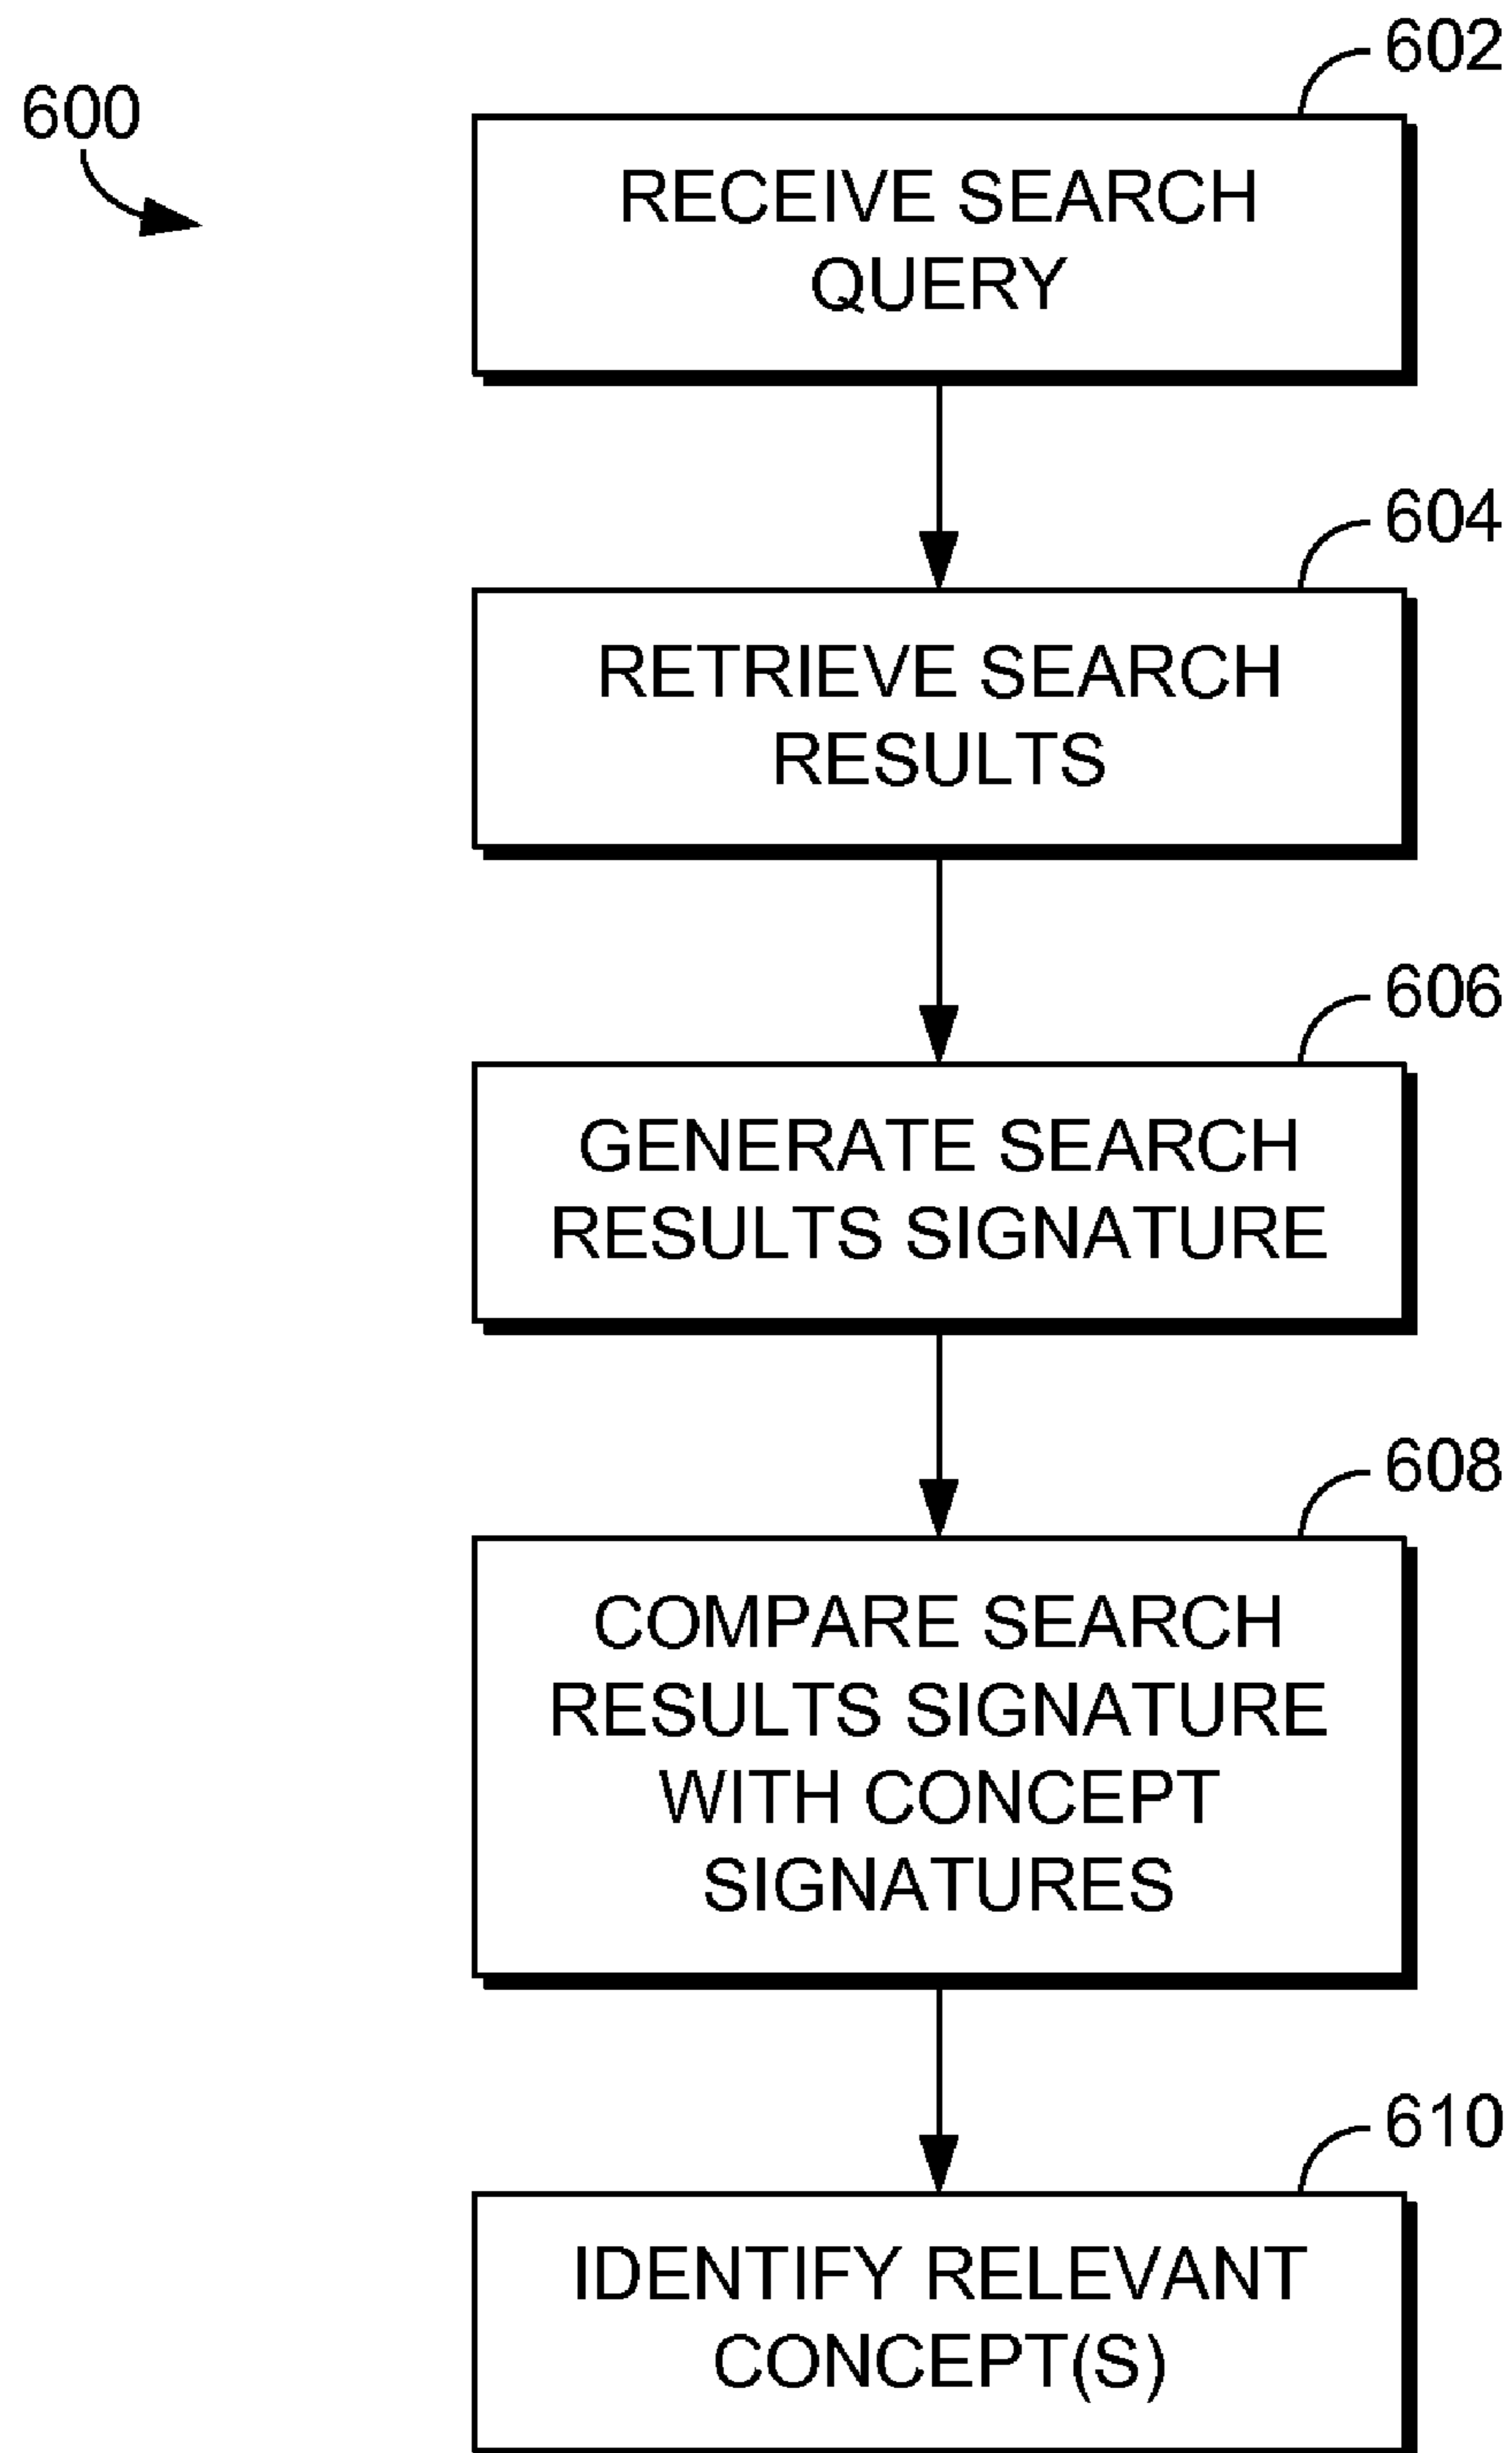 600
602
RECEIVE SEARCH
QUERY
604
RETRIEVE SEARCH
RESULTS
606
GENERATE SEARCH
RESULTS SIGNATURE
608
COMPARE SEARCH
RESULTS SIGNATURE
WITH CONCEPT
SIGNATURES
610
IDENTIFY RELEVANT
CONCEPT(S)